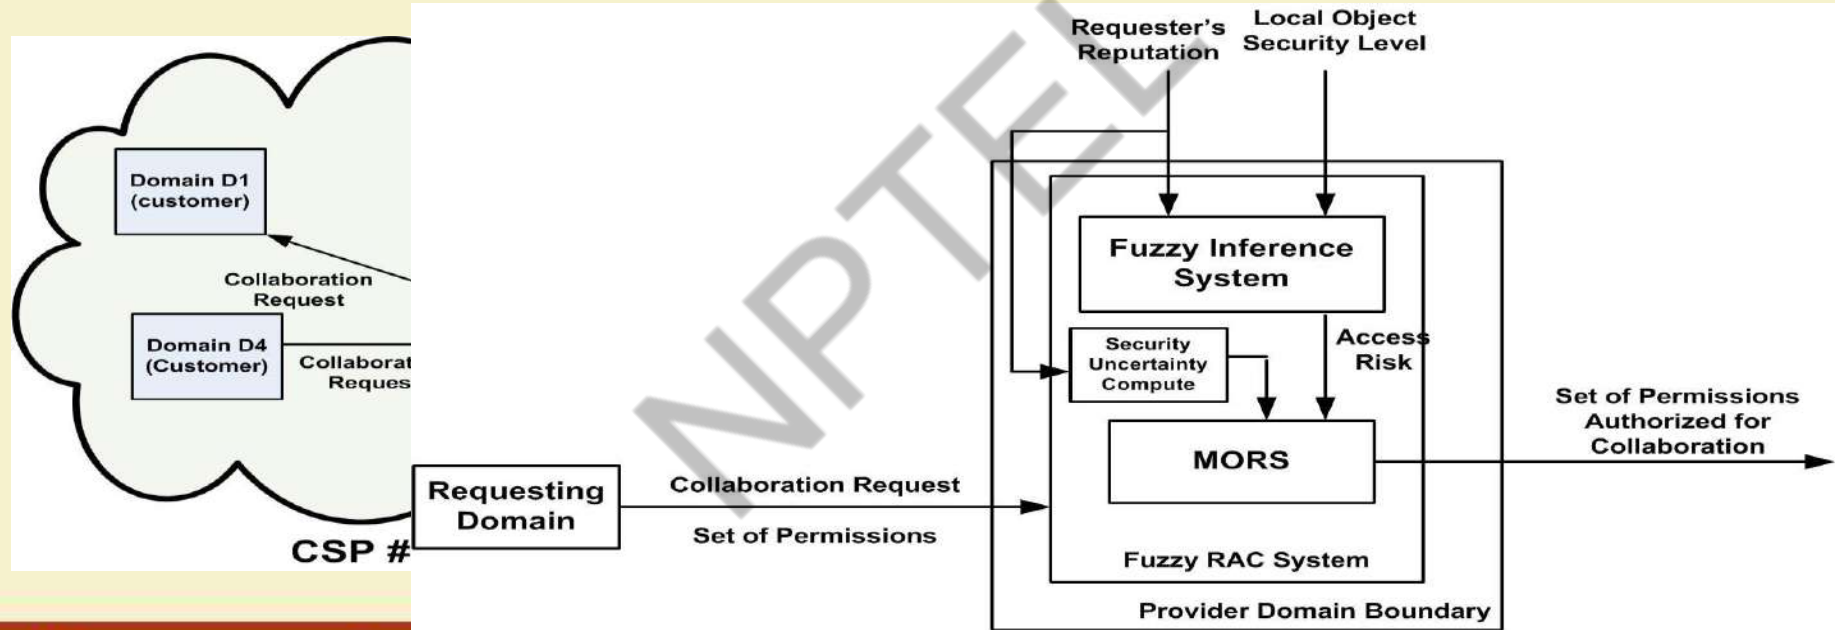 Domain D1
(customer)
Collaboration
Request
Domain D4
(Customer)
Collaborat
Reques
CSP #
Requester's
Reputation
Local Object
Security Level
Fuzzy Inference
System
Security
Uncertainty
Compute
Access
Risk
MORS
Set of Permissions
Authorized for
Collaboration
Requesting
Domain
Collaboration Request
Set of Permissions
Fuzzy RAC System
Provider Domain Boundary
NPTEL